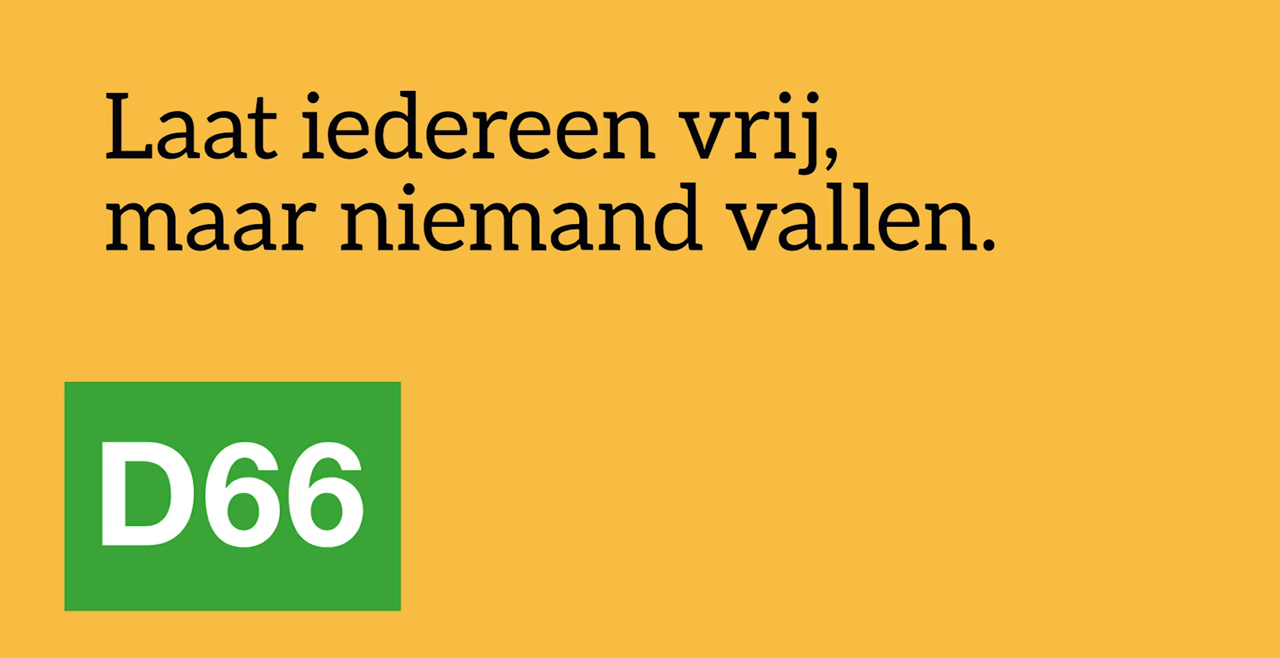 Laat iedereen vrij,
maar niemand vallen.
D66